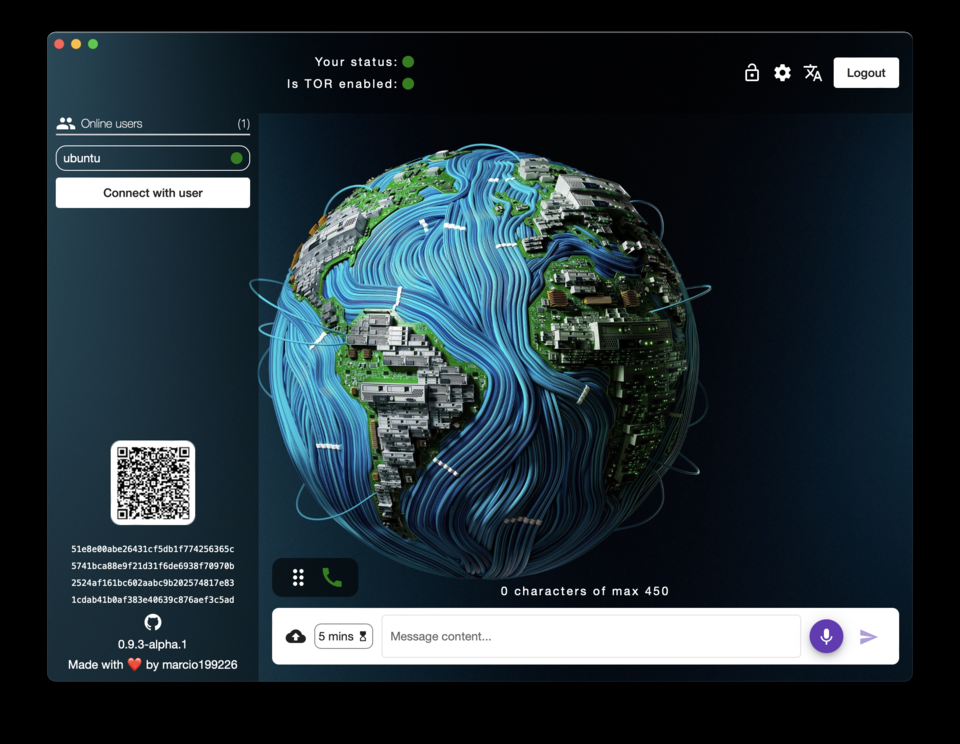 Your status:
Is TOR enabled:
Logout
Online users (1)
ubuntu
Connect with user
51e8e00abe26431cf5db1f774256365c
5741bca88e9f21d31f6de6938f70970b
2524af161bc602aabc9b202574817e83
1cdab41b0af383e40639c876aef3c5ad
0.9.3-alpha.1
Made with ❤️ by marcio199226
0 characters of max 450
5 mins
Message content...